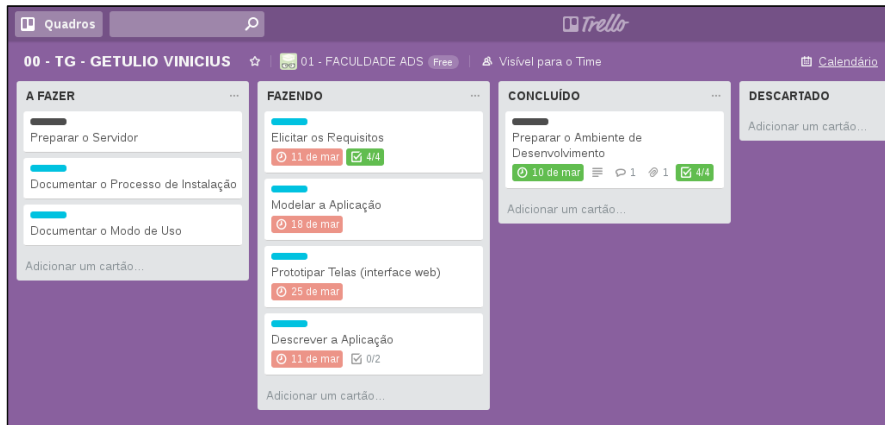 Quadros
Trello
00 - TG - GETULIO VINICIUS
01 - FACULDADE ADS Free
Visível para o Time
Calendário
A FAZER
Preparar o Servidor
Documentar o Processo de Instalação
Documentar o Modo de Uso
Adicionar um cartão...
FAZENDO
Elicitar os Requisitos
11 de mar 4/4
Modelar a Aplicação
18 de mar
Prototipar Telas (interface web)
25 de mar
Descrever a Aplicação
11 de mar 0/2
Adicionar um cartão...
CONCLUÍDO
Preparar o Ambiente de
Desenvolvimento
10 de mar 1 1 4/4
Adicionar um cartão...
DESCARTADO
Adicionar um cartão...